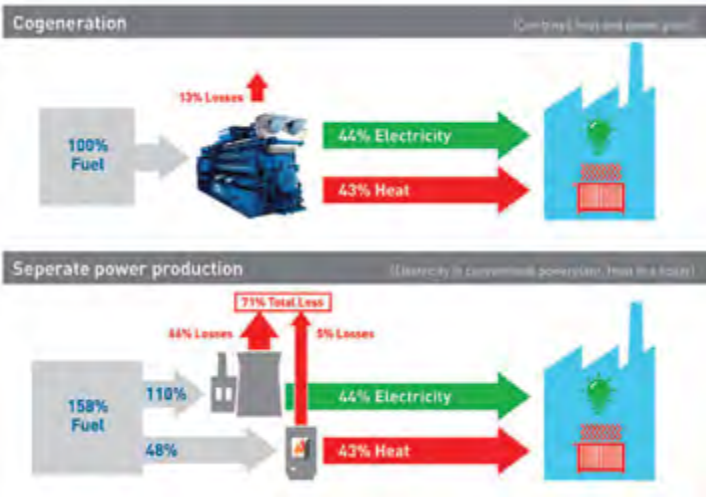 Cogeneration
(Combined heat and power plant)
13% Losses
100%
Fuel
44% Electricity
43% Heat
Seperate power production
(Electricity in conventional powerplant, Heat in a boiler)
71% Total Loss
66% Losses
5% Losses
158%
Fuel
110%
44% Electricity
48%
43% Heat